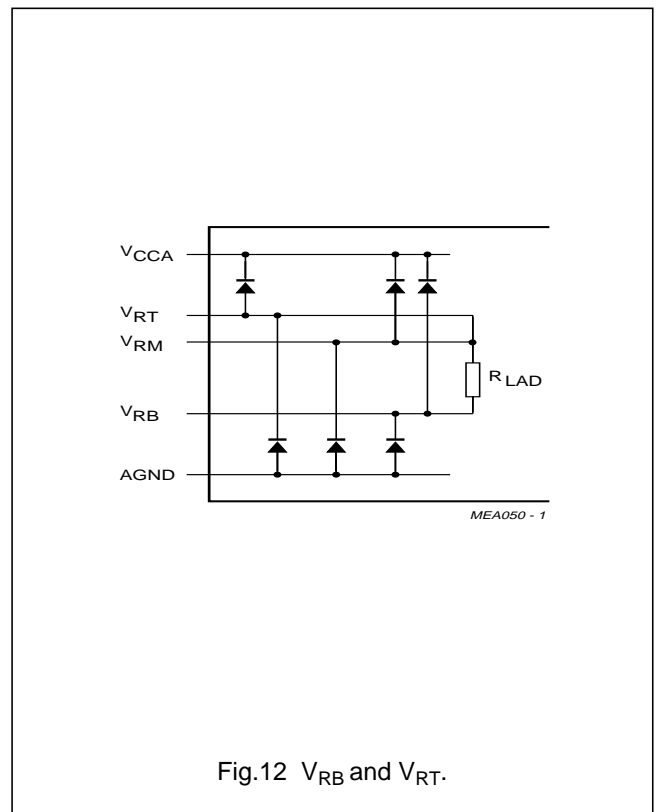 VCCA
VRT
VRM
RLAD
VRB
AGND
MEA050 - 1
Fig.12 VRB and VRT.